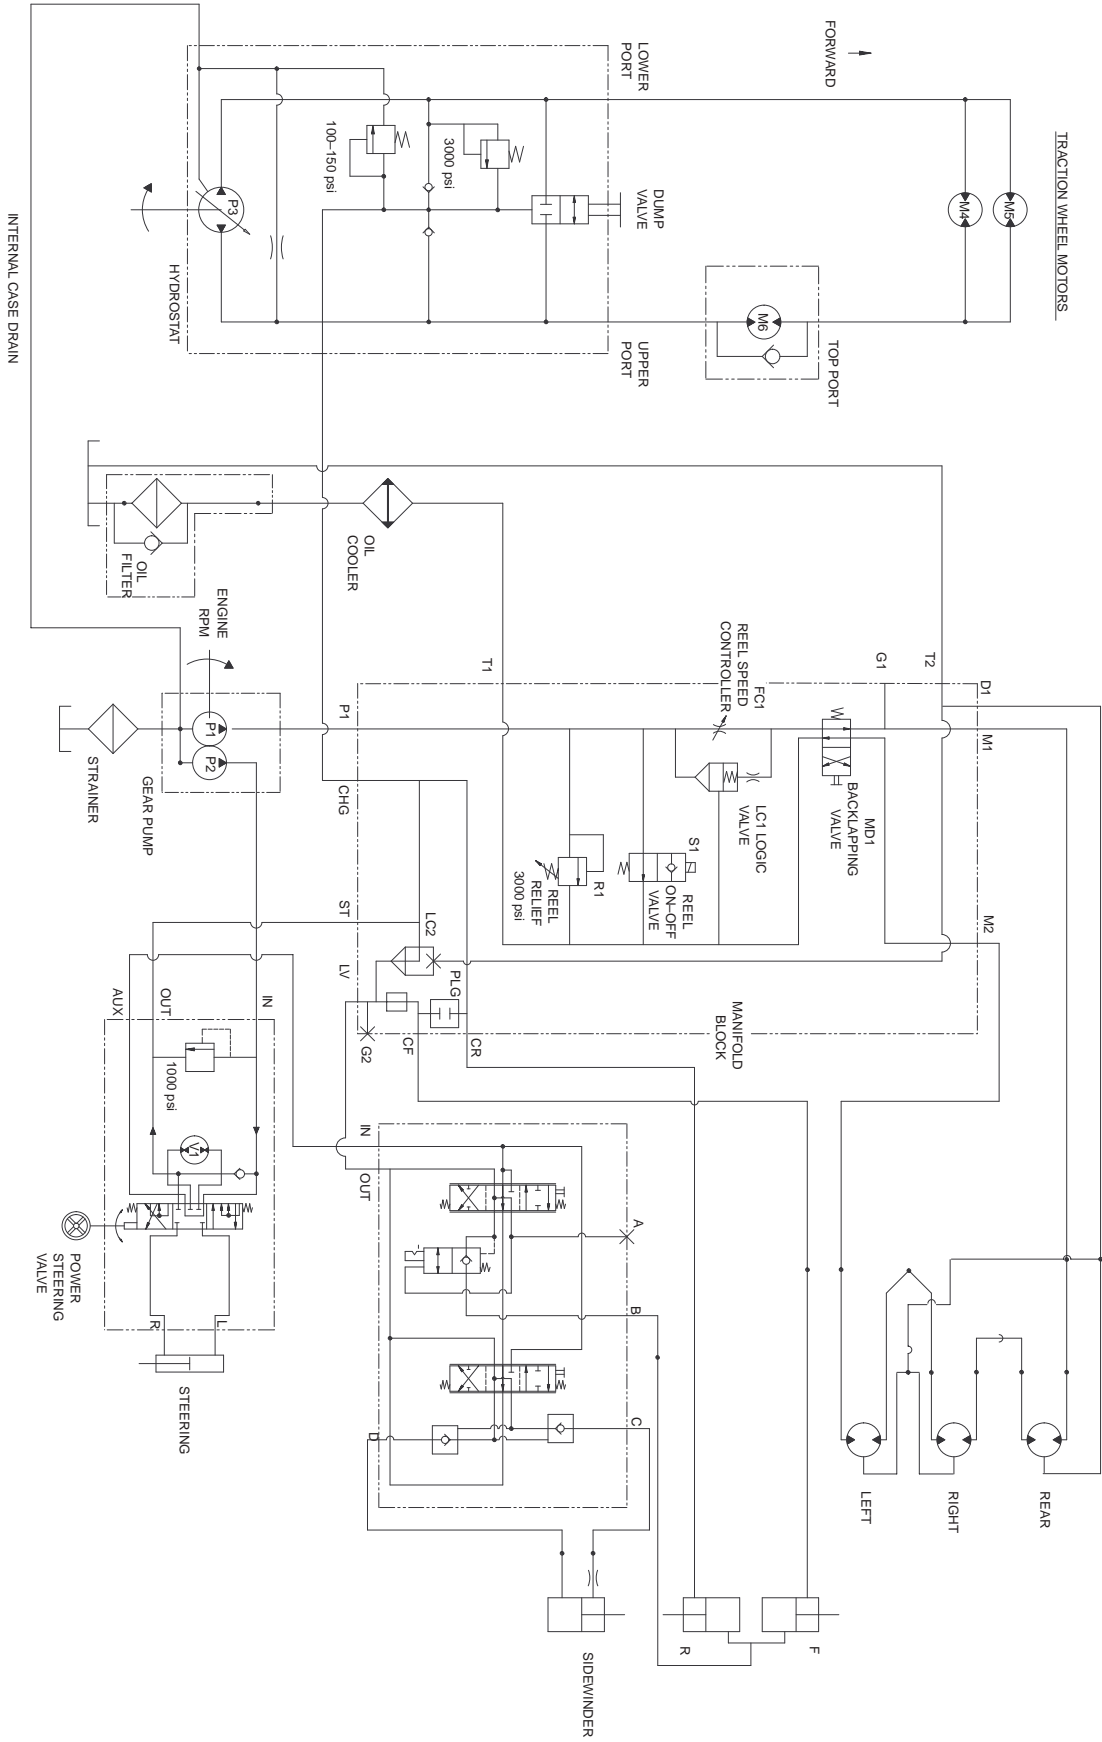 TRACTION WHEEL MOTORS
FORWARD
LOWER
PORT
DUMP
VALVE
3000 psi
100–150 psi
P3
HYDROSTAT
UPPER
PORT
M4
M5
M6
TOP PORT
INTERNAL CASE DRAIN
OIL
FILTER
OIL
COOLER
ENGINE
RPM
P1
P2
GEAR PUMP
STRAINER
T1
P1
CHG
ST
LV
REEL SPEED
CONTROLLER
FC1
G1
T2
D1
M1
M2
LC1 LOGIC
VALVE
MD1
BACKLAPPING
VALVE
S1
REEL
ON–OFF
VALVE
R1
REEL
RELIEF
3000 psi
LC2
PLG
G2
CF
CR
MANIFOLD
BLOCK
IN
OUT
AUX
1000 psi
V1
POWER
STEERING
VALVE
R
L
STEERING
IN
OUT
A
B
C
D
SIDEWINDER
R
F
LEFT
RIGHT
REAR